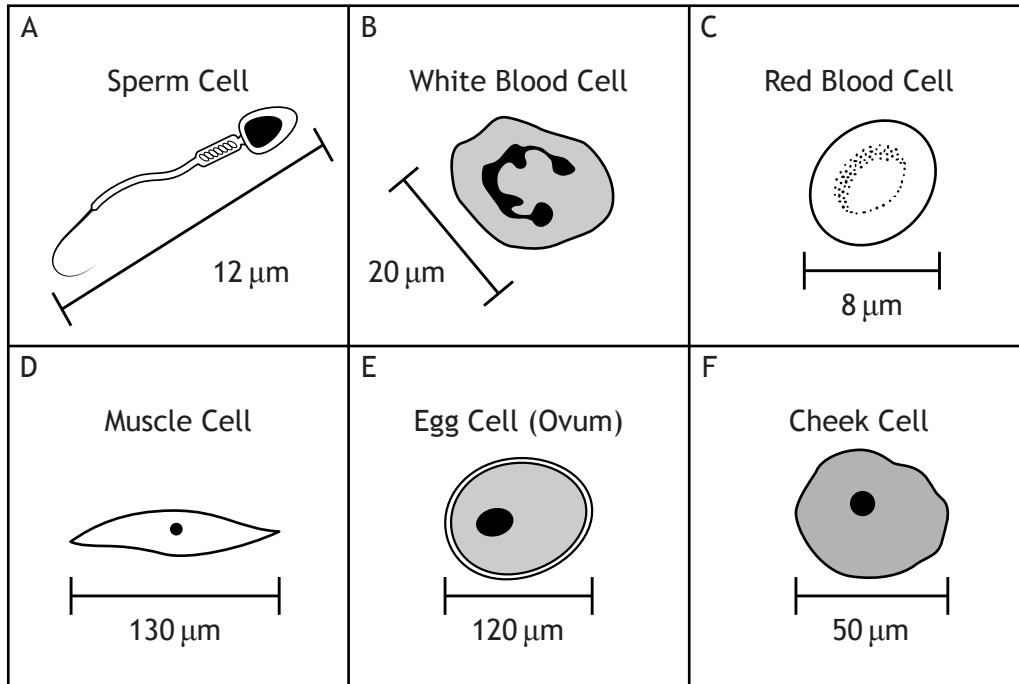 A
Sperm Cell
12 µm
B
White Blood Cell
20 µm
C
Red Blood Cell
8 µm
D
Muscle Cell
130 µm
E
Egg Cell (Ovum)
120 µm
F
Cheek Cell
50 µm